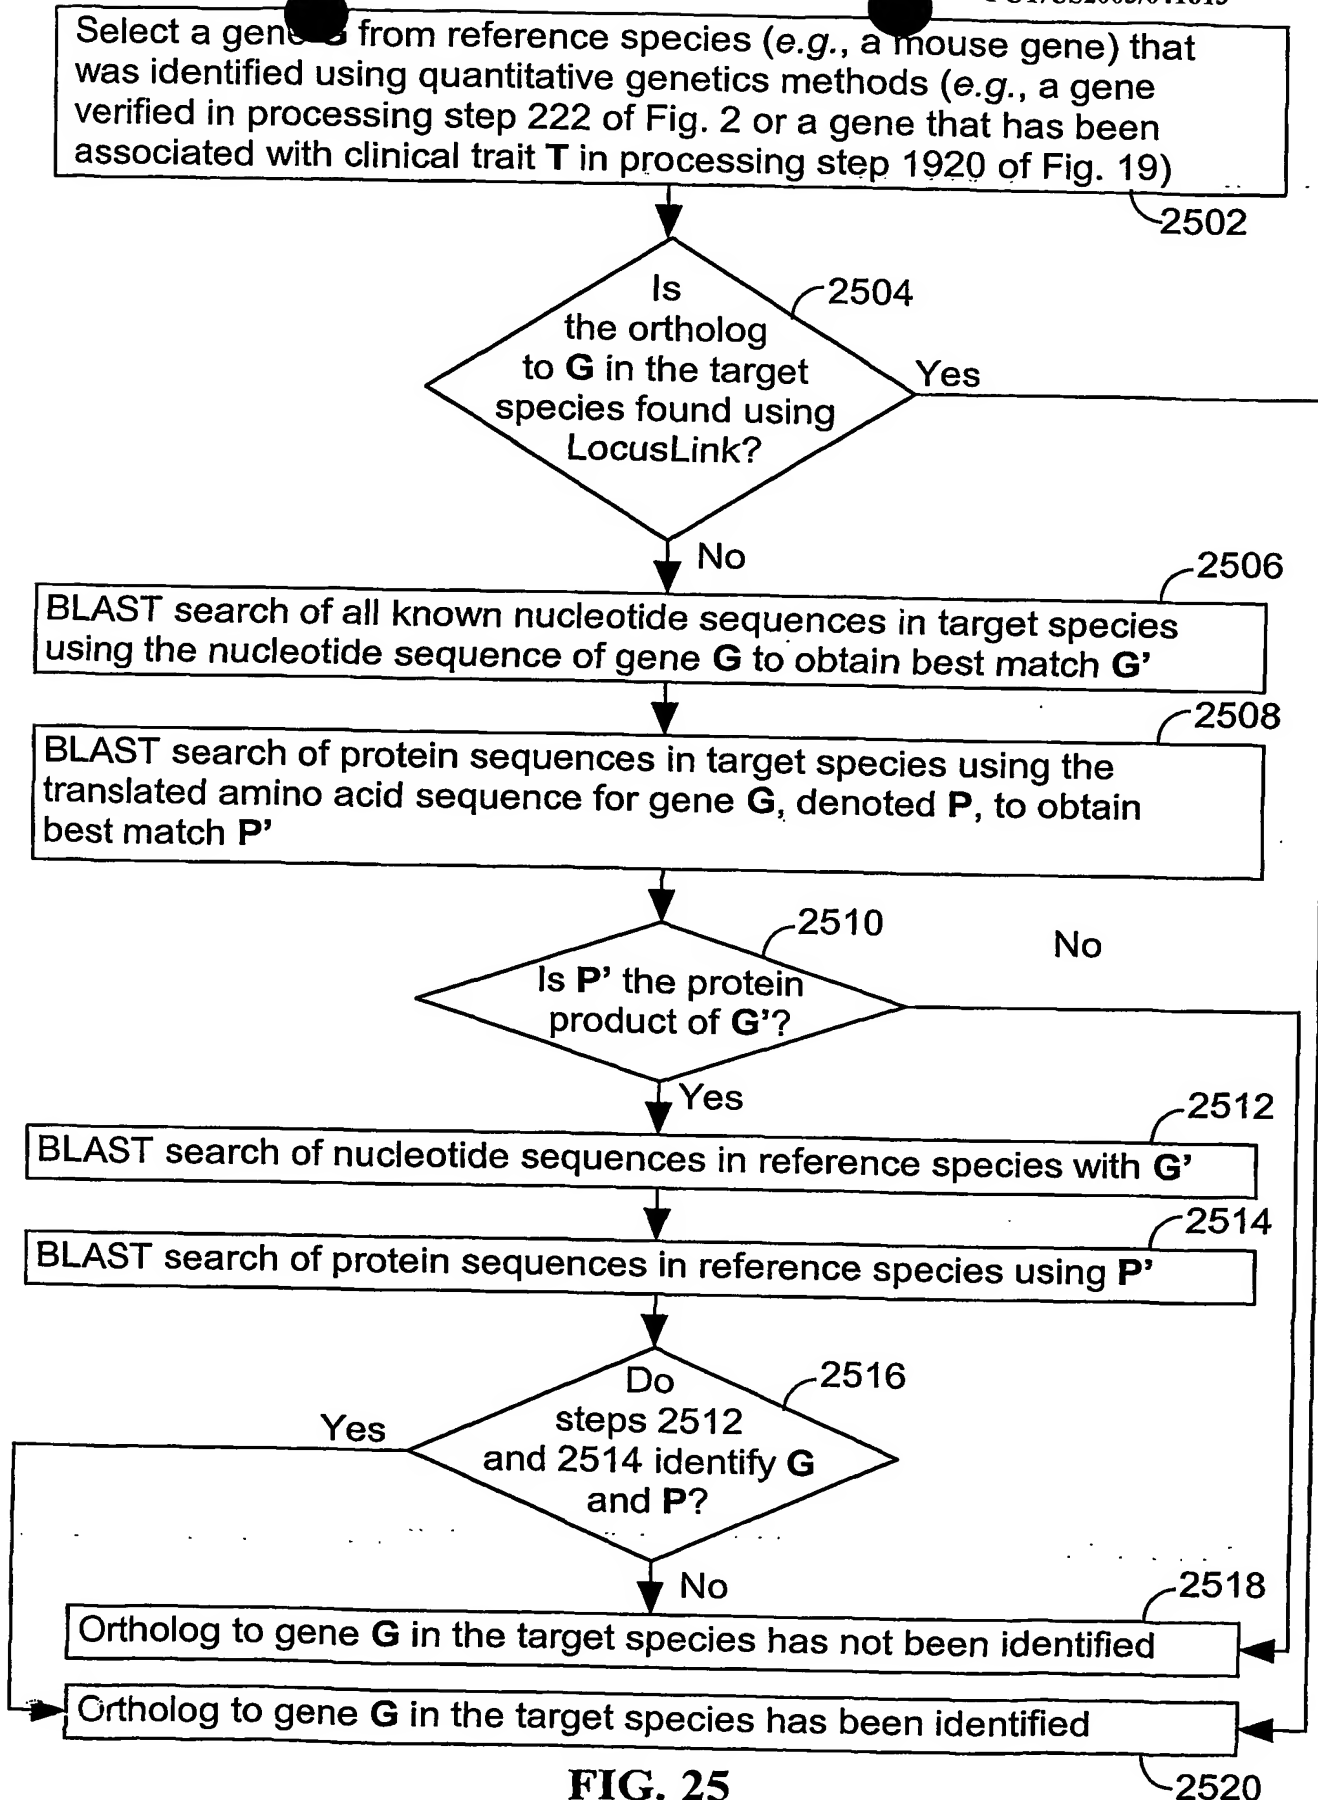 Select a gene G from reference species (e.g., a mouse gene) that
was identified using quantitative genetics methods (e.g., a gene
verified in processing step 222 of Fig. 2 or a gene that has been
associated with clinical trait T in processing step 1920 of Fig. 19)
2502
Is
the ortholog
to G in the target
species found using
LocusLink?
2504
Yes
No
2506
BLAST search of all known nucleotide sequences in target species
using the nucleotide sequence of gene G to obtain best match G'
2508
BLAST search of protein sequences in target species using the
translated amino acid sequence for gene G, denoted P, to obtain
best match P'
2510
No
Is P' the protein
product of G'?
Yes
2512
BLAST search of nucleotide sequences in reference species with G'
2514
BLAST search of protein sequences in reference species using P'
2516
Do
steps 2512
and 2514 identify G
and P?
Yes
No
2518
Ortholog to gene G in the target species has not been identified
Ortholog to gene G in the target species has been identified
2520
FIG. 25